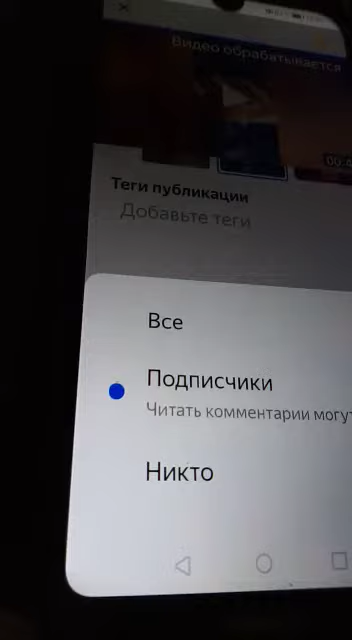 Видео обрабатывается
Теги публикации
Добавьте теги
Все
Подписчики
Читать комментарии могут
Никто